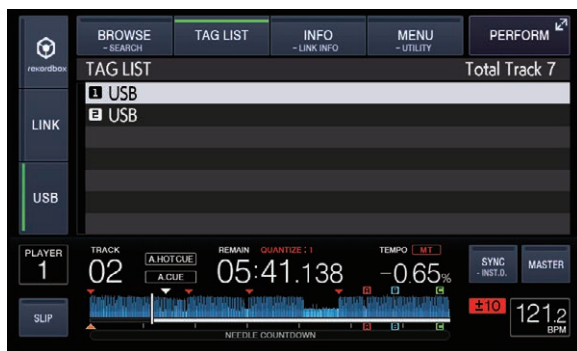 BROWSE
- SEARCH
TAG LIST
INFO
- LINK INFO
MENU
- UTILITY
PERFORM
rekordbox
TAG LIST
Total Track 7
1 USB
2 USB
LINK
USB
PLAYER
1
TRACK
02
A.HOTCUE
A.CUE
REMAIN
QUANTIZE : 1
05:41.138
TEMPO
MT
-0.65%
SYNC
- INST.D.
MASTER
SLIP
A B C
A B C
NEEDLE COUNTDOWN
±10
121.2
BPM